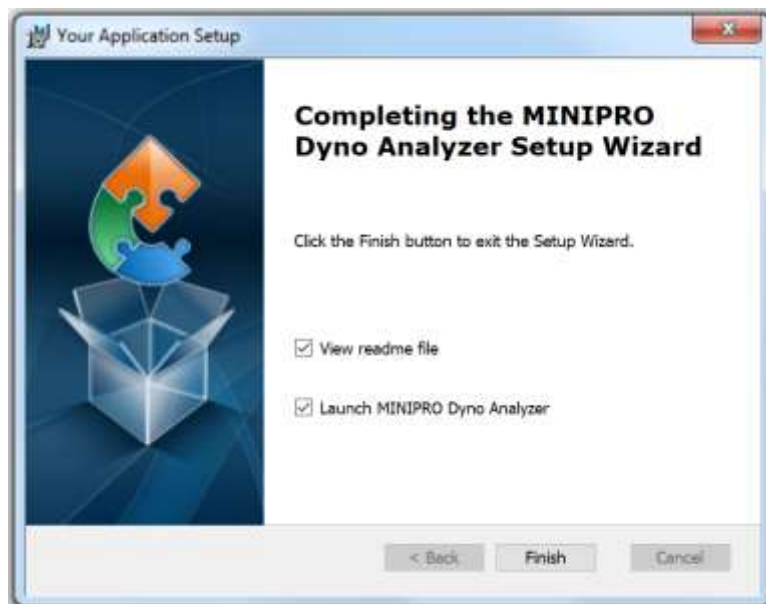 Your Application Setup
Completing the MINIPRO
Dyno Analyzer Setup Wizard
Click the Finish button to exit the Setup Wizard.
View readme file
Launch MINIPRO Dyno Analyzer
< Back Finish Cancel